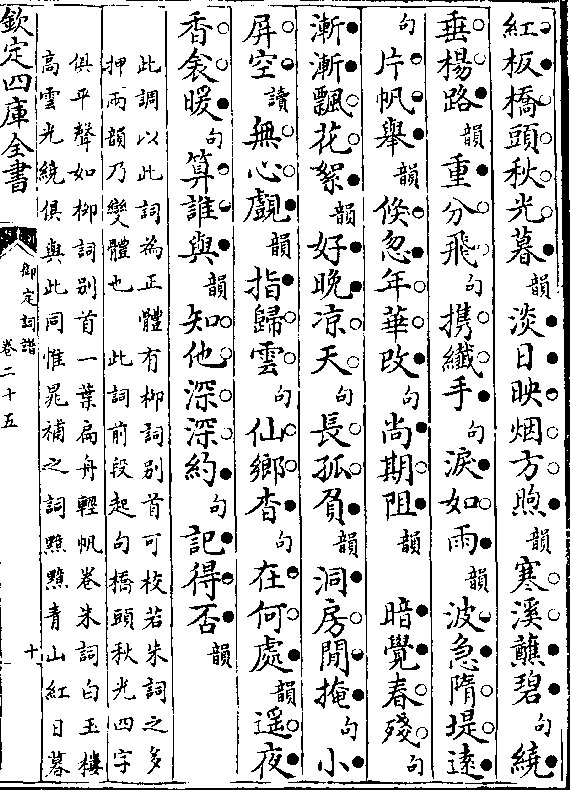 紅板橋頭秋光暮韻淡日映烟方煦韻寒溪蘸碧句繞
垂楊路韻重分飛句携纖手句淚如雨韻波急隋堤遠
句片帆舉韻倐忽年華改句尚期阻韻 暗覺春殘句
漸漸飄花絮韻好晚凉天句長孤負韻洞房閒掩句小
屏空讀無心覷韻指歸雲句仙鄉杳句在何處韻遥夜
香衾暖句算誰與韻知他深深約句記得否韻
此調以此詞為正體有柳詞別首可校若朱詞之多
押兩韻乃變體也 此詞前段起句橋頭秋光四字
俱平聲如柳詞別首一葉扁舟輕帆卷朱詞白玉樓
高雲光繞俱與此同惟晁補之詞黯黯青山紅日暮
欽定四庫全書
御定詞譜
卷二十五
十